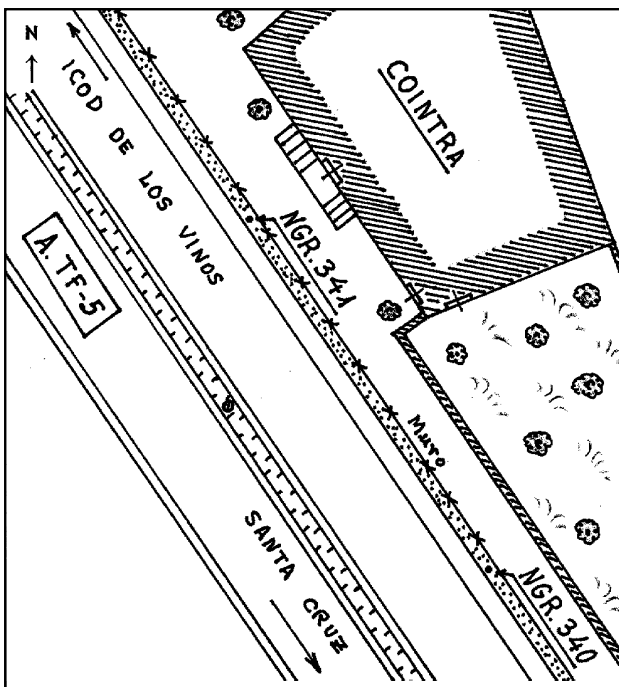 N
ICOD DE LOS VINOS
COINTRA
A.TF-5
NGR.341
Muro
SANTA CRUZ
NGR.340